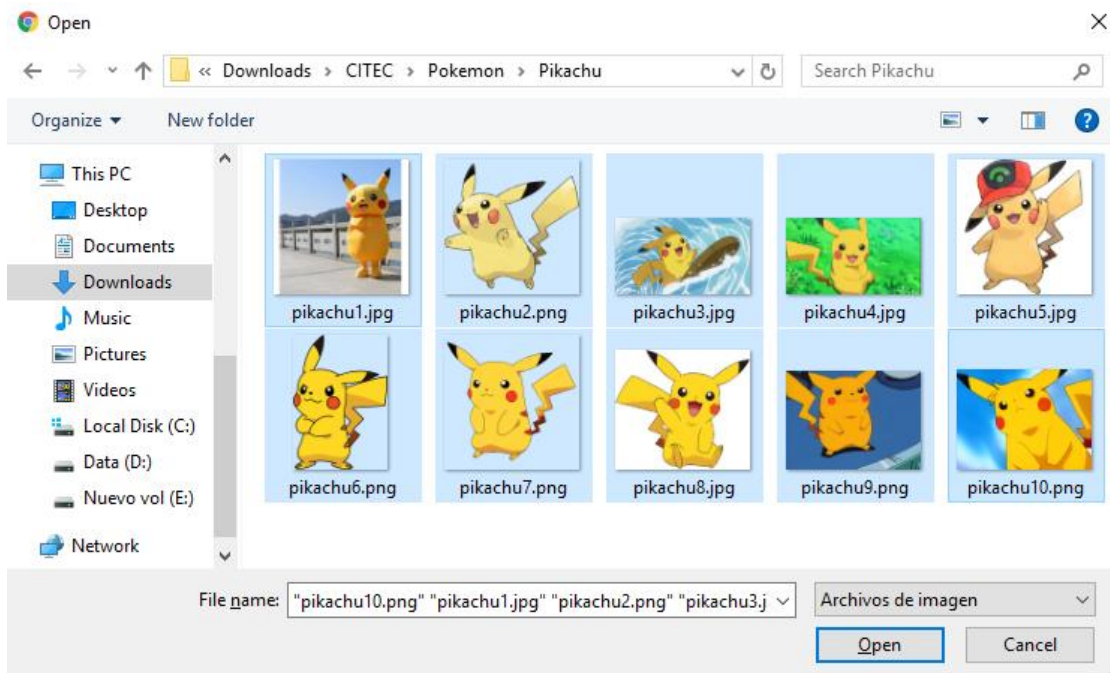 Open
« Downloads › CITEC › Pokemon › Pikachu
Search Pikachu
Organize
New folder
This PC
Desktop
Documents
Downloads
Music
Pictures
Videos
Local Disk (C:)
Data (D:)
Nuevo vol (E:)
Network
pikachu1.jpg pikachu2.png pikachu3.jpg pikachu4.jpg pikachu5.jpg
pikachu6.png pikachu7.png pikachu8.jpg pikachu9.png pikachu10.png
File name: "pikachu10.png" "pikachu1.jpg" "pikachu2.png" "pikachu3.j
Archivos de imagen
Open Cancel